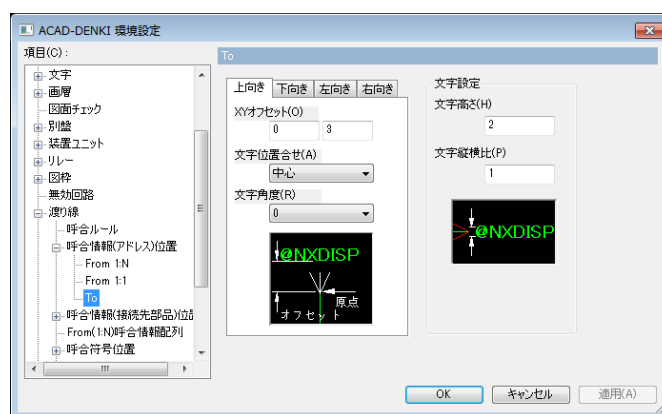 ACAD-DENKI 環境設定
項目(C) :
文字
画層
図面チェック
別盤
装置ユニット
リレー
図枠
無効回路
渡り線
呼合ルール
呼合情報(アドレス)位置
From 1:N
From 1:1
To
呼合情報(接続先部品)位
From(1:N)呼合情報配列
呼合符号位置
To
上向き 下向き 左向き 右向き
XYオフセット(O)
0 3
文字位置合せ(A)
中心
文字角度(R)
0
@NXDISP
原点
オフセット
文字設定
文字高さ(H)
2
文字縦横比(P)
1
@NXDISP
OK キャンセル 適用(A)